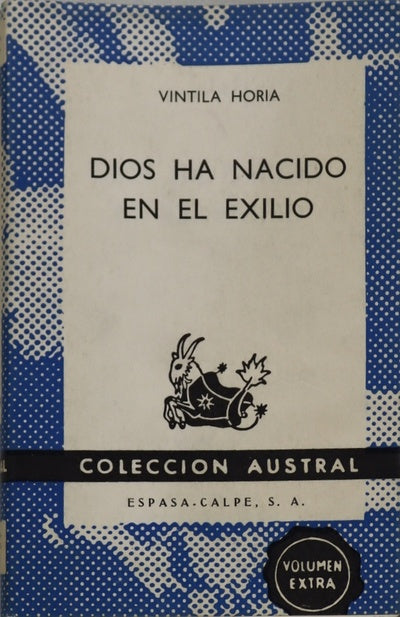 VINTILA HORIA
DIOS HA NACIDO
EN EL EXILIO
COLECCION AUSTRAL
ESPASA-CALPE, S. A.
VOLUMEN
EXTRA